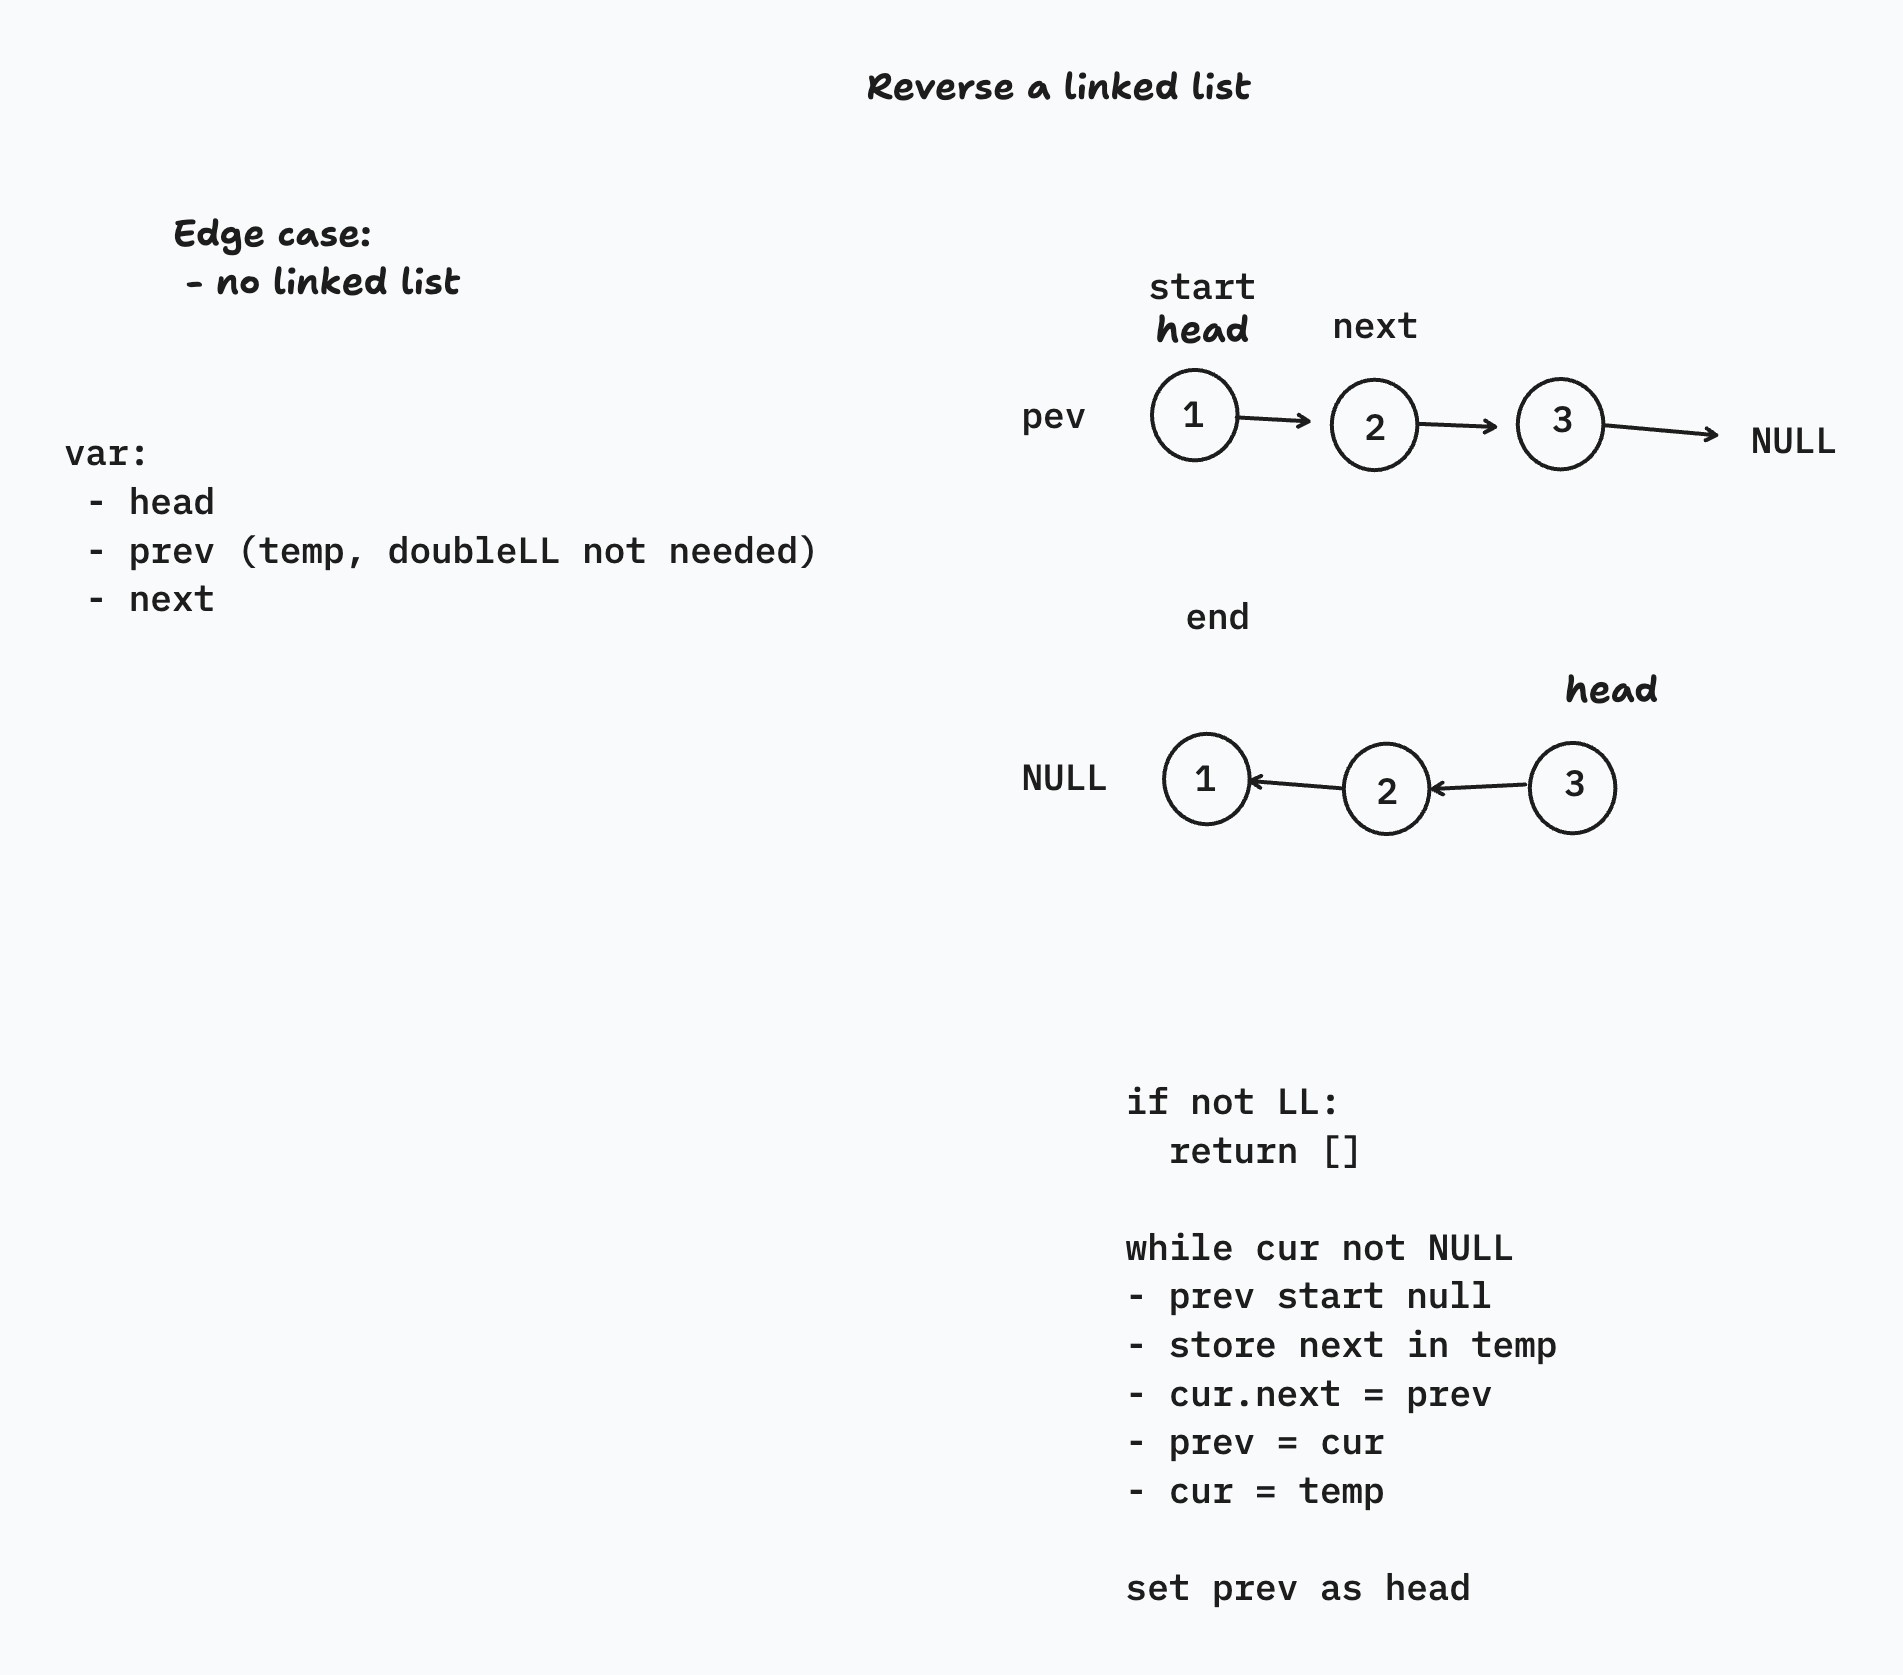 Reverse a linked list
Edge case:
- no linked list
var:
- head
- prev (temp, doubleLL not needed)
- next
start
head
next
pev
1
2
3
NULL
end
head
NULL
1
2
3
if not LL:
return []
while cur not NULL
- prev start null
- store next in temp
- cur.next = prev
- prev = cur
- cur = temp
set prev as head